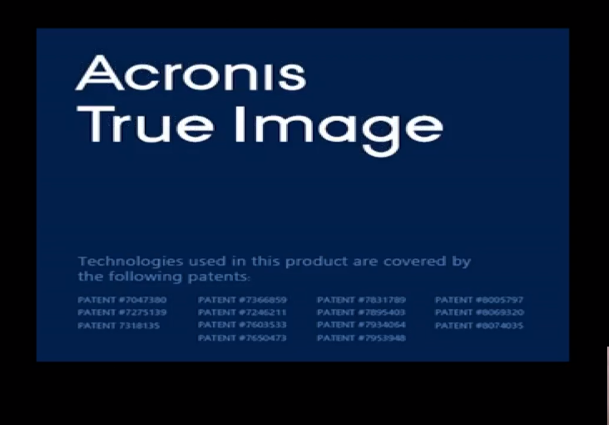 Acronis
True Image
Technologies used in this product are covered by
the following patents:
PATENT #7047380 PATENT #7366859 PATENT #7831789 PATENT #8005797
PATENT #7275139 PATENT #7246211 PATENT #7895403 PATENT #8069320
PATENT 7318135 PATENT #7603533 PATENT #7934064 PATENT #8074035
PATENT #7650473 PATENT #7953948